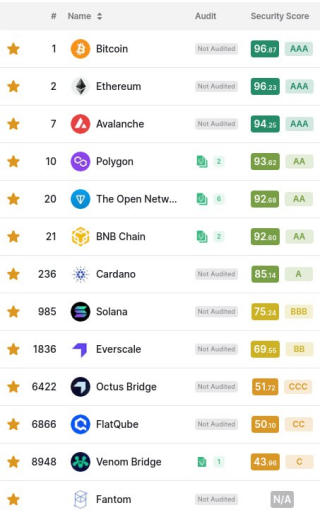 # Name Audit Security Score
1 Bitcoin Not Audited 96.87 AAA
2 Ethereum Not Audited 96.23 AAA
7 Avalanche Not Audited 94.25 AAA
10 Polygon 2 93.62 AA
20 The Open Netw... 6 92.69 AA
21 BNB Chain 2 92.60 AA
236 Cardano Not Audited 85.14 A
985 Solana Not Audited 75.24 BBB
1836 Everscale Not Audited 69.55 BB
6422 Octus Bridge Not Audited 51.72 CCC
6866 FlatQube Not Audited 50.10 CC
8948 Venom Bridge 1 43.96 C
Fantom Not Audited N/A